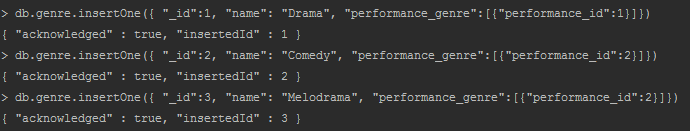 > db.genre.insertOne({ "_id":1, "name": "Drama", "performance_genre":[{"performance_id":1}]})
{ "acknowledged" : true, "insertedId" : 1 }
> db.genre.insertOne({ "_id":2, "name": "Comedy", "performance_genre":[{"performance_id":2}]})
{ "acknowledged" : true, "insertedId" : 2 }
> db.genre.insertOne({ "_id":3, "name": "Melodrama", "performance_genre":[{"performance_id":2}]})
{ "acknowledged" : true, "insertedId" : 3 }